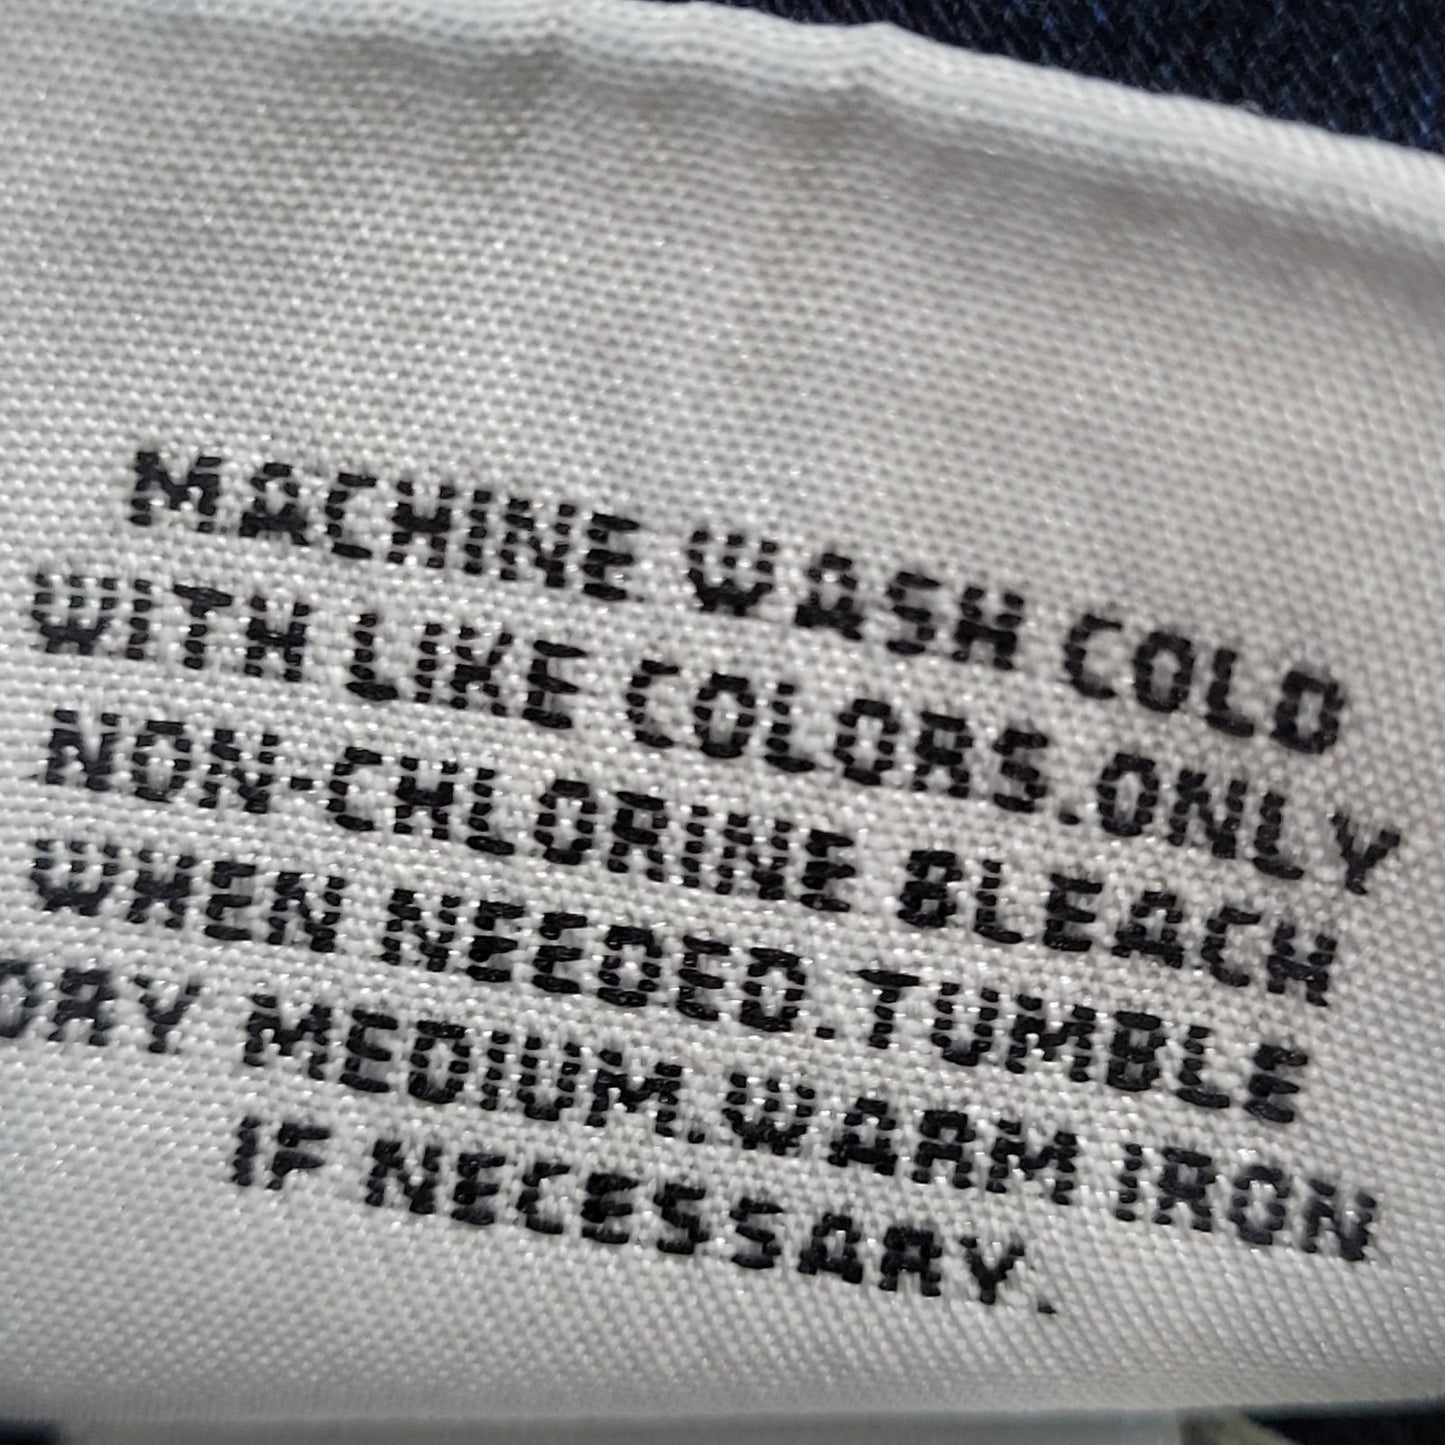 MACHINE WASH COLD
WITH LIKE COLORS.ONLY
NON-CHLORINE BLEACH
WHEN NEEDED.TUMBLE
DRY MEDIUM.WARM IRON
IF NECESSARY.